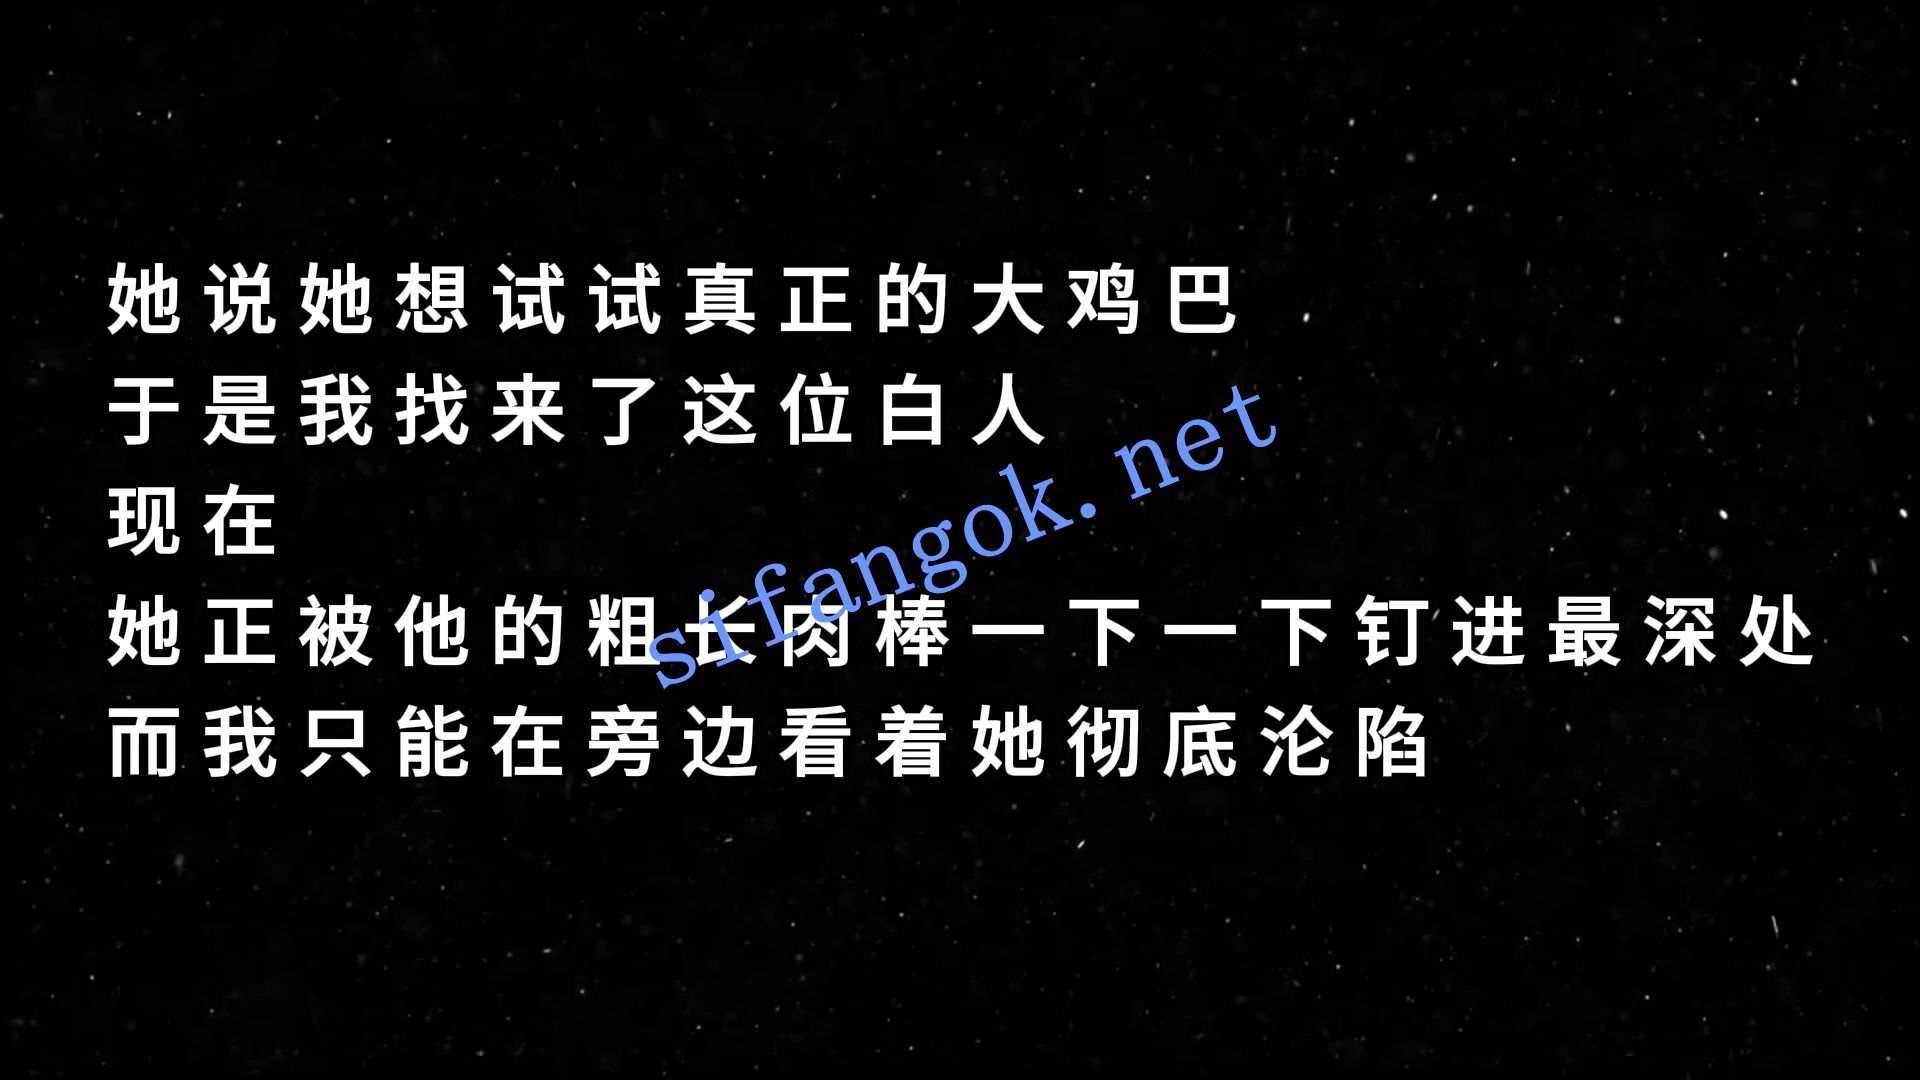 她说她想试试真正的大鸡巴
于是我找来了这位白人
现在
她正被他的粗长肉棒一下一下钉进最深处
而我只能在旁边看着她彻底沦陷
sifangok.net